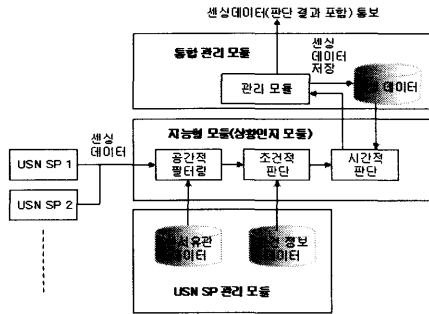 센싱데이터(판단 결과 포함) 통보
통합 관리 모듈
센싱
데이터
저장
관리 모듈
데이터
센싱
데이터
지능형 모듈(상황인지 모듈)
USN SP 1
USN SP 2
공간적
필터링
조건적
판단
시간적
판단
데이터
정보
데이터
USN SP 관리 모듈